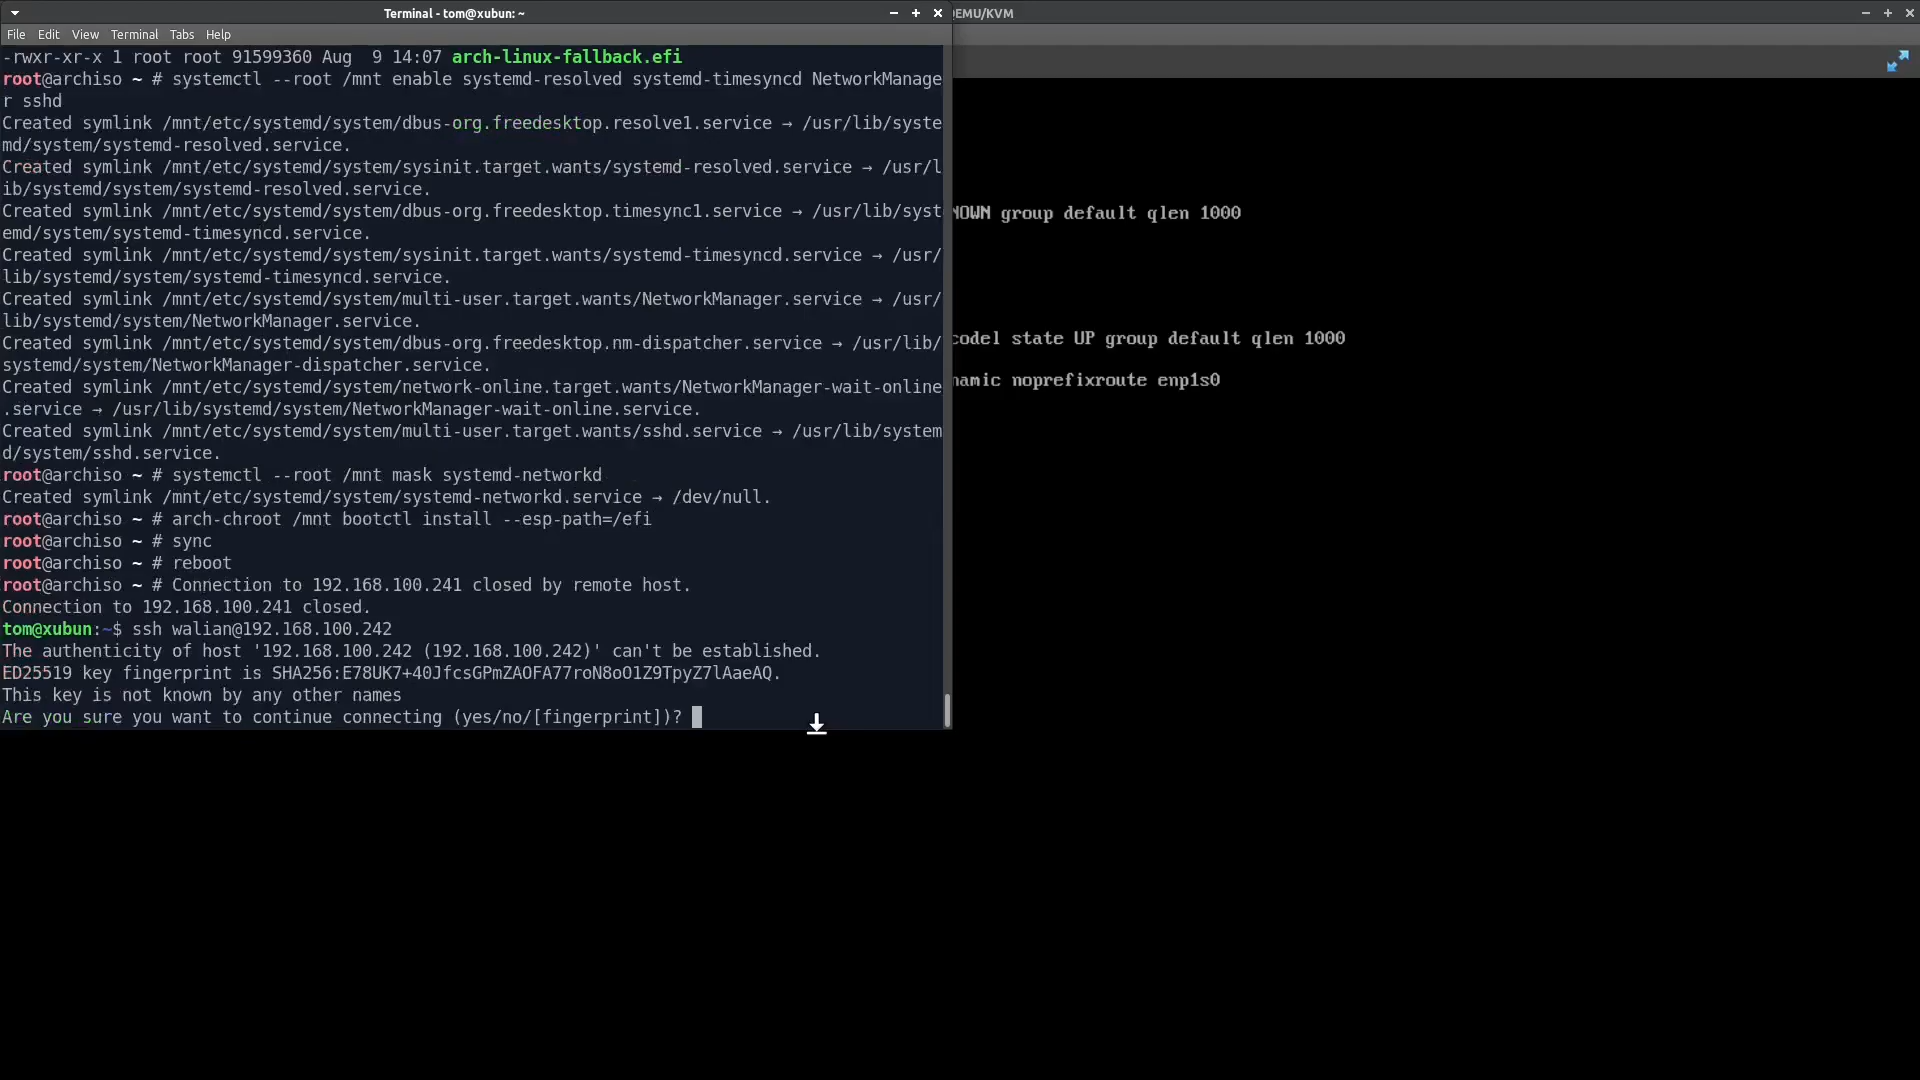 Terminal - tom@xubun: ~
EMU/KVM
File Edit View Terminal Tabs Help
-rwxr-xr-x 1 root root 91599360 Aug  9 14:07 arch-linux-fallback.efi
root@archiso ~ # systemctl --root /mnt enable systemd-resolved systemd-timesyncd NetworkManage
r sshd
Created symlink /mnt/etc/systemd/system/dbus-org.freedesktop.resolve1.service → /usr/lib/syste
md/system/systemd-resolved.service.
Created symlink /mnt/etc/systemd/system/sysinit.target.wants/systemd-resolved.service → /usr/l
ib/systemd/system/systemd-resolved.service.
Created symlink /mnt/etc/systemd/system/dbus-org.freedesktop.timesync1.service → /usr/lib/syst
emd/system/systemd-timesyncd.service.
Created symlink /mnt/etc/systemd/system/sysinit.target.wants/systemd-timesyncd.service → /usr/
lib/systemd/system/systemd-timesyncd.service.
Created symlink /mnt/etc/systemd/system/multi-user.target.wants/NetworkManager.service → /usr/
lib/systemd/system/NetworkManager.service.
Created symlink /mnt/etc/systemd/system/dbus-org.freedesktop.nm-dispatcher.service → /usr/lib/
systemd/system/NetworkManager-dispatcher.service.
Created symlink /mnt/etc/systemd/system/network-online.target.wants/NetworkManager-wait-online
.service → /usr/lib/systemd/system/NetworkManager-wait-online.service.
Created symlink /mnt/etc/systemd/system/multi-user.target.wants/sshd.service → /usr/lib/system
d/system/sshd.service.
root@archiso ~ # systemctl --root /mnt mask systemd-networkd
Created symlink /mnt/etc/systemd/system/systemd-networkd.service → /dev/null.
root@archiso ~ # arch-chroot /mnt bootctl install --esp-path=/efi
root@archiso ~ # sync
root@archiso ~ # reboot
root@archiso ~ # Connection to 192.168.100.241 closed by remote host.
Connection to 192.168.100.241 closed.
tom@xubun:~$ ssh walian@192.168.100.242
The authenticity of host '192.168.100.242 (192.168.100.242)' can't be established.
ED25519 key fingerprint is SHA256:E78UK7+40JfcsGPmZAOFA77roN8oO1Z9TpyZ7lAaeAQ.
This key is not known by any other names
Are you sure you want to continue connecting (yes/no/[fingerprint])?
NOWN group default qlen 1000
codel state UP group default qlen 1000
namic noprefixroute enp1s0